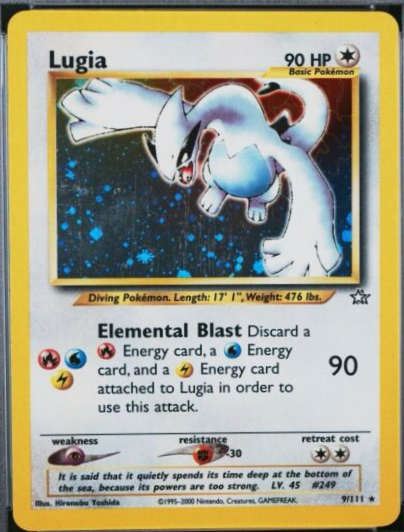 Lugia
90 HP
Basic Pokémon
Diving Pokémon. Length: 17' 1", Weight: 476 lbs.
Elemental Blast Discard a
Energy card, a Energy
card, and a Energy card
attached to Lugia in order to
use this attack.
90
weakness
resistance
-30
retreat cost
It is said that it quietly spends its time deep at the bottom of
the sea, because its powers are too strong. LV. 45 #249
Illus. Hironobu Yoshida
©1995-2000 Nintendo, Creatures, GAMEFREAK.
9/111 ★